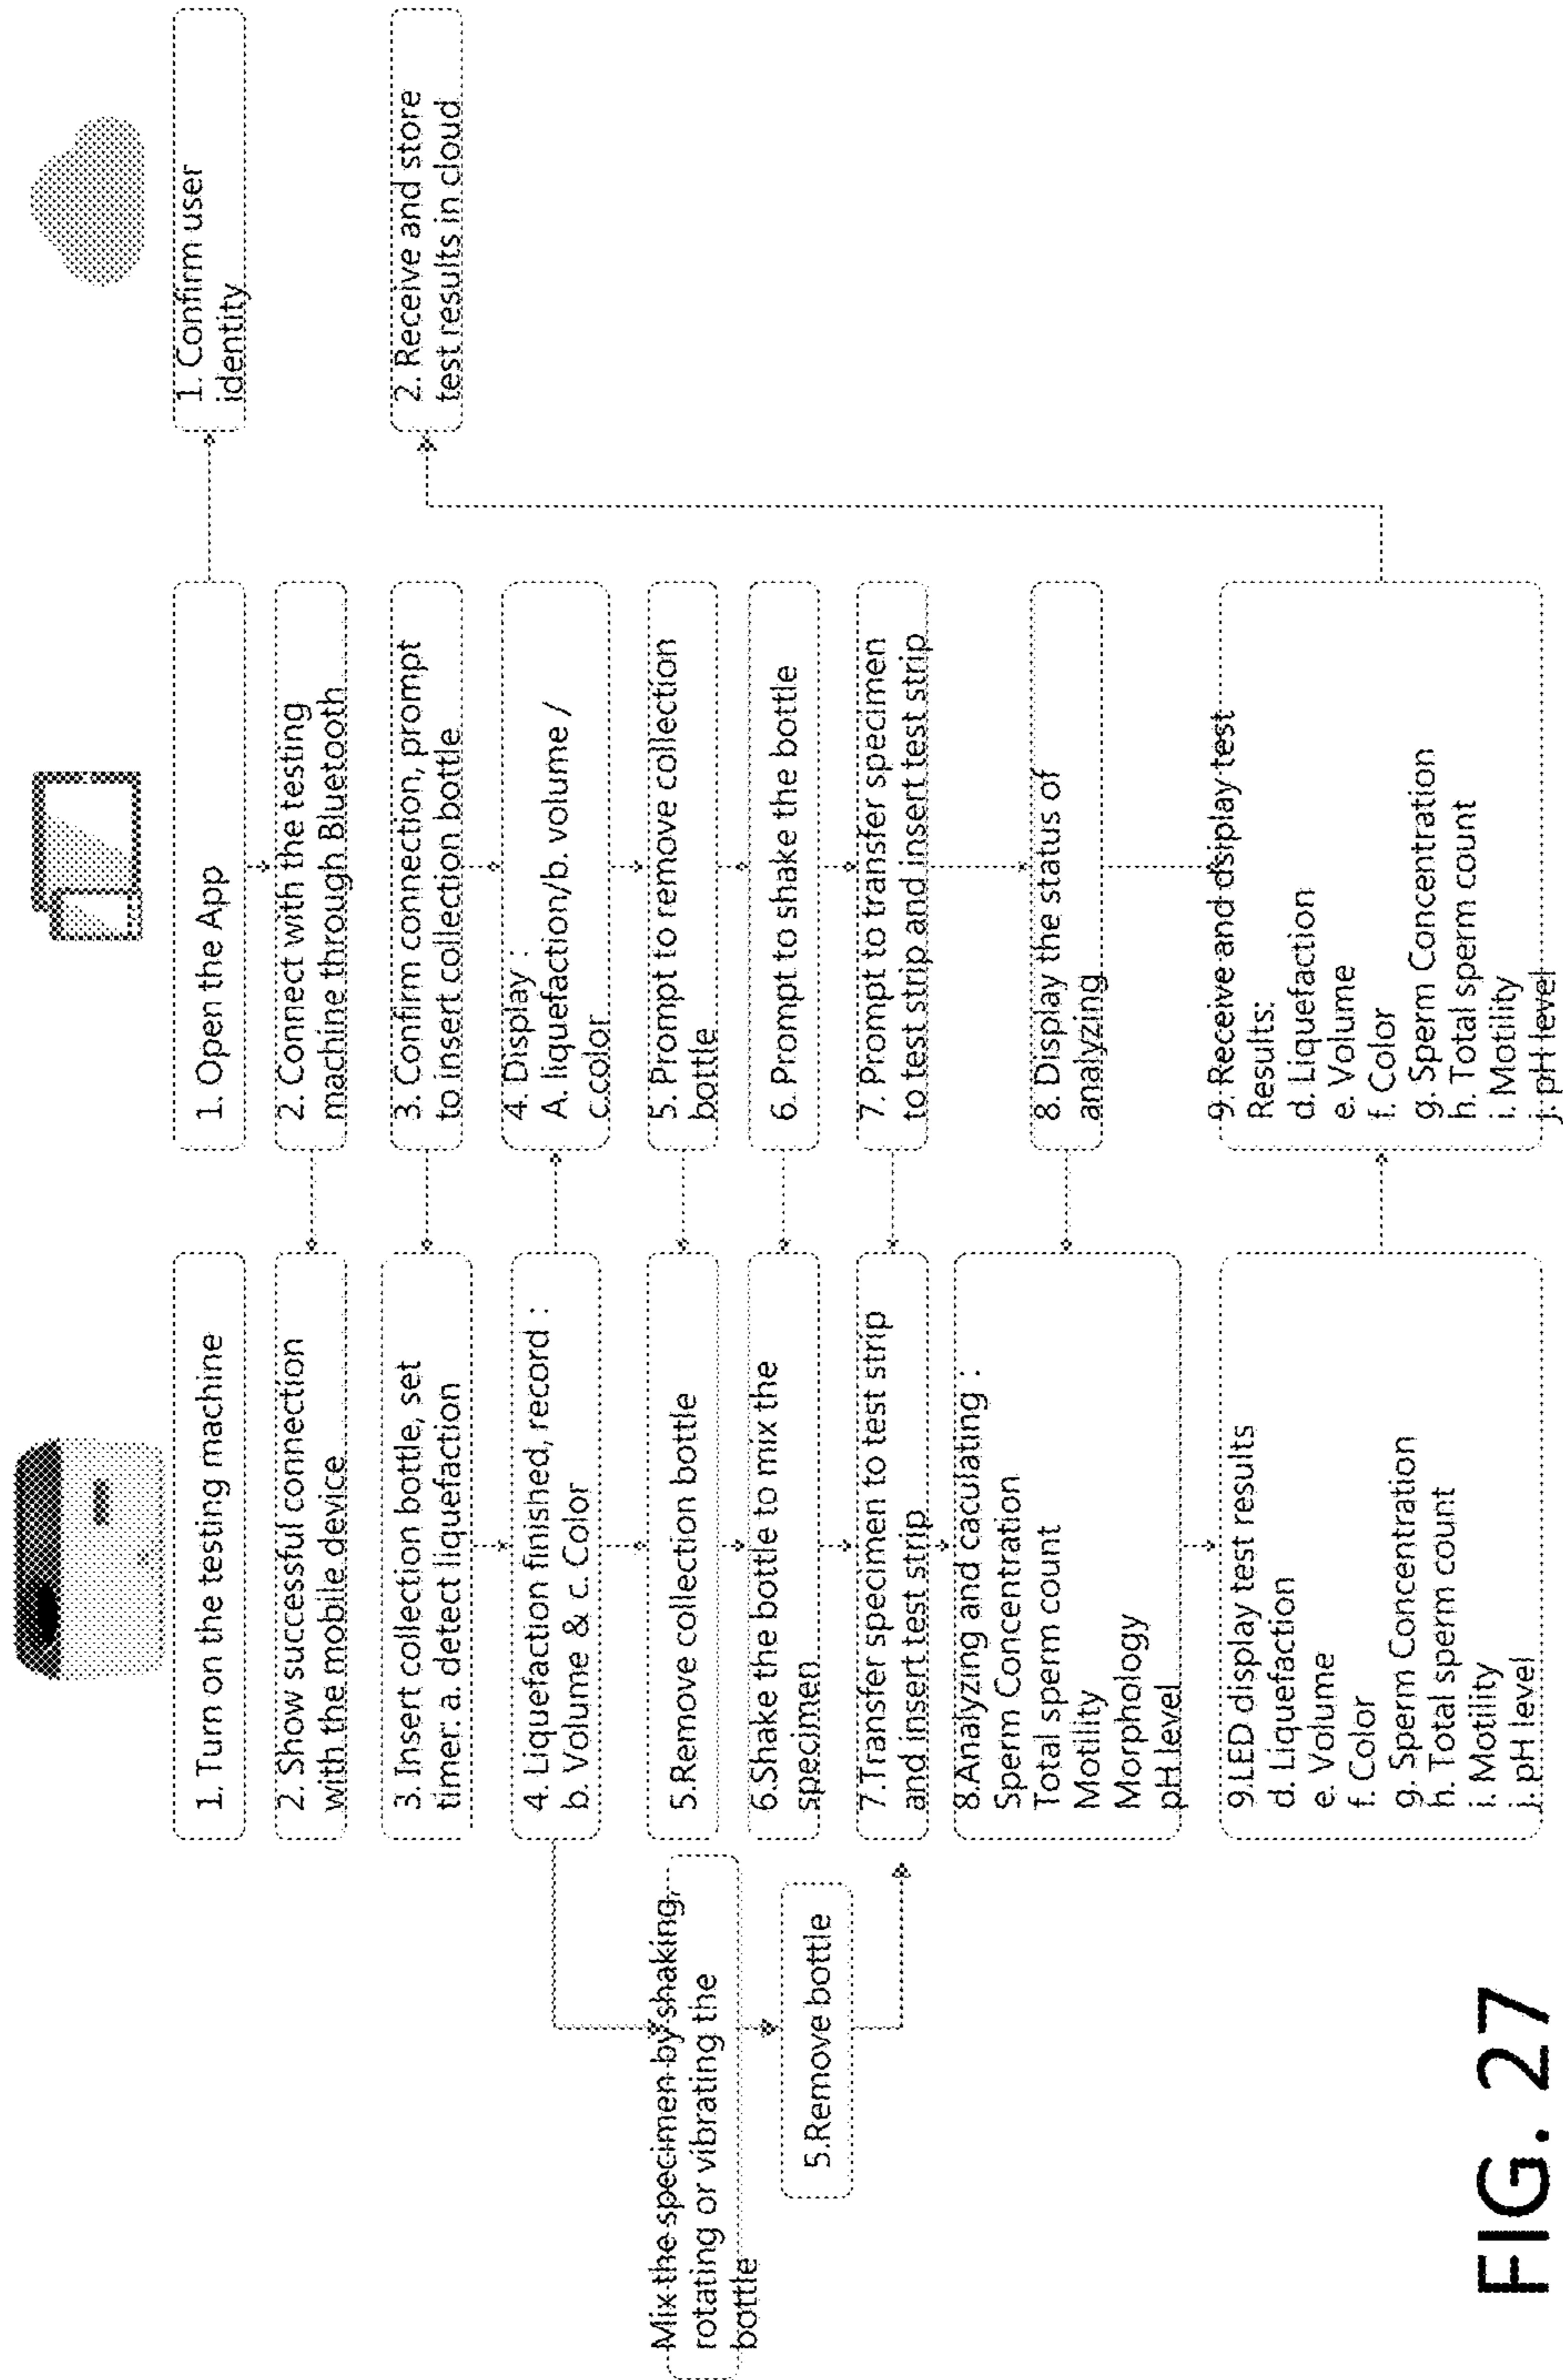 1. Turn on the testing machine
2. Show successful connection
with the mobile device
3. Insert collection bottle, set
timer: a. detect liquefaction
4. Liquefaction finished, record :
b. Volume & c. Color
5.Remove collection bottle
6.Shake the bottle to mix the
specimen
7.Transfer specimen to test strip
and insert test strip
8.Analyzing and caculating :
Sperm Concentration
Total sperm count
Motility
Morphology
pH level
9.LED display test results
d. Liquefaction
e. Volume
f. Color
g. Sperm Concentration
h. Total sperm count
i. Motility
j. pH level
Mix the specimen by shaking,
rotating or vibrating the
bottle
5.Remove bottle
1. Open the App
2. Connect with the testing
machine through Bluetooth
3. Confirm connection, prompt
to insert collection bottle
4. Display :
A. liquefaction/b. volume /
c.color
5. Prompt to remove collection
bottle
6. Prompt to shake the bottle
7. Prompt to transfer specimen
to test strip and insert test strip
8. Display the status of
analyzing
9. Receive and dsiplay test
Results:
d. Liquefaction
e. Volume
f. Color
g. Sperm Concentration
h. Total sperm count
i. Motility
j. pH level
1. Confirm user
identity
2. Receive and store
test results in cloud
FIG. 27